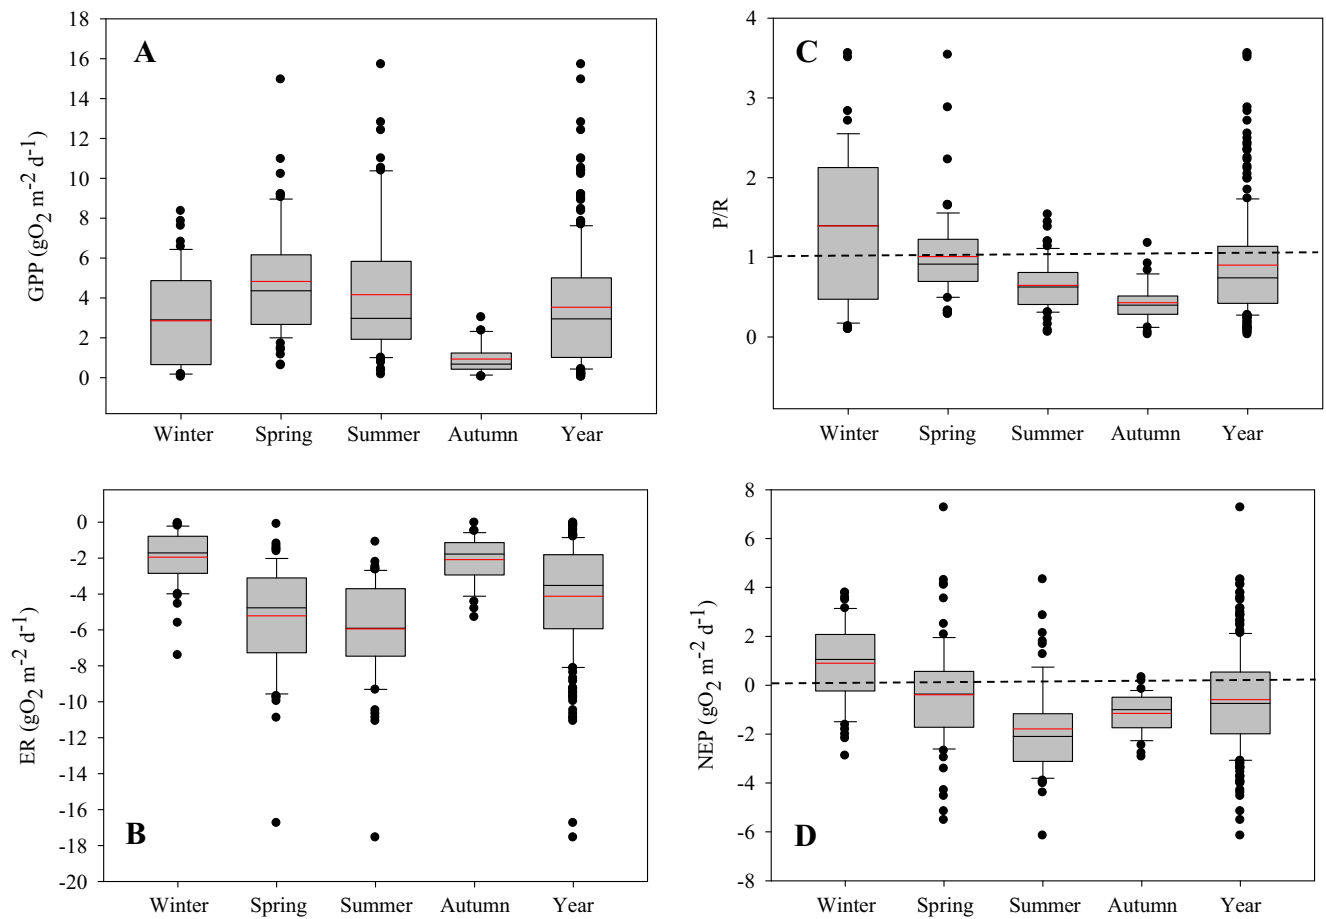 A
GPP (gO2 m-2 d-1)
18
16
14
12
10
8
6
4
2
0
Winter Spring Summer Autumn Year
C
P/R
4
3
2
1
0
Winter Spring Summer Autumn Year
B
ER (gO2 m-2 d-1)
0
-2
-4
-6
-8
-10
-12
-14
-16
-18
-20
Winter Spring Summer Autumn Year
D
NEP (gO2 m-2 d-1)
8
6
4
2
0
-2
-4
-6
-8
Winter Spring Summer Autumn Year